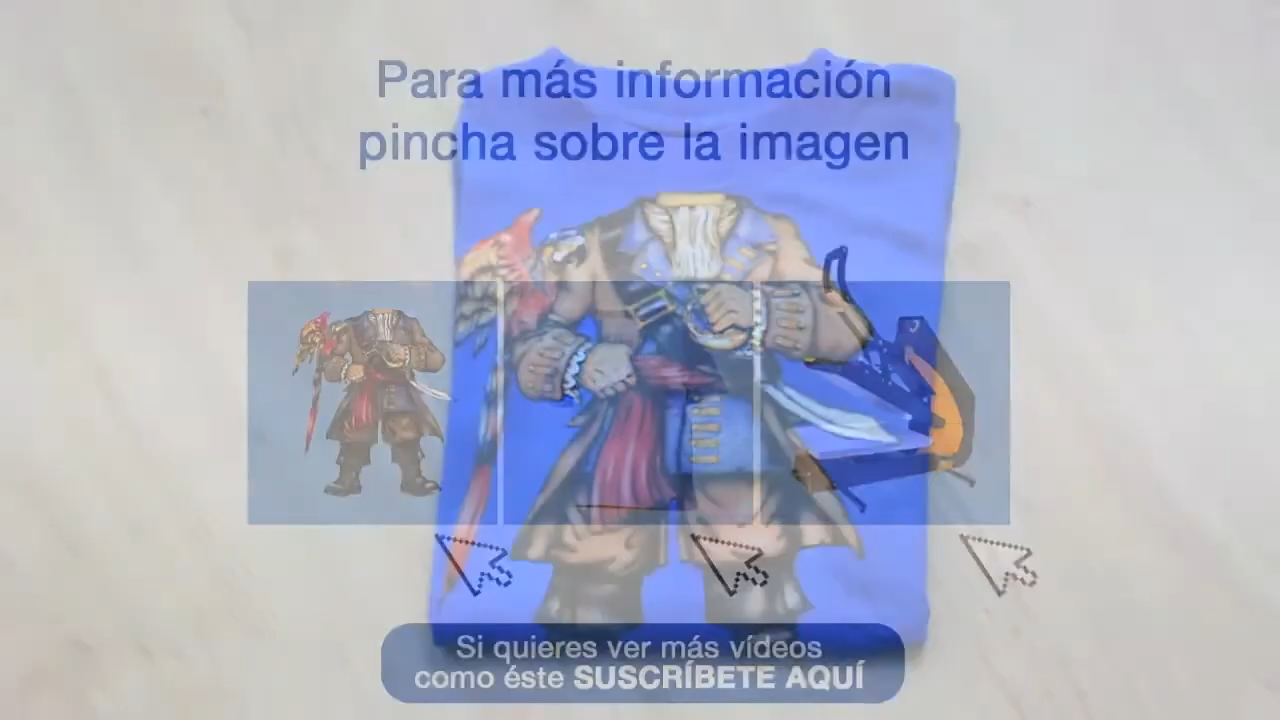 Para más información
pincha sobre la imagen
Si quieres ver más vídeos
como éste SUSCRÍBETE AQUÍ